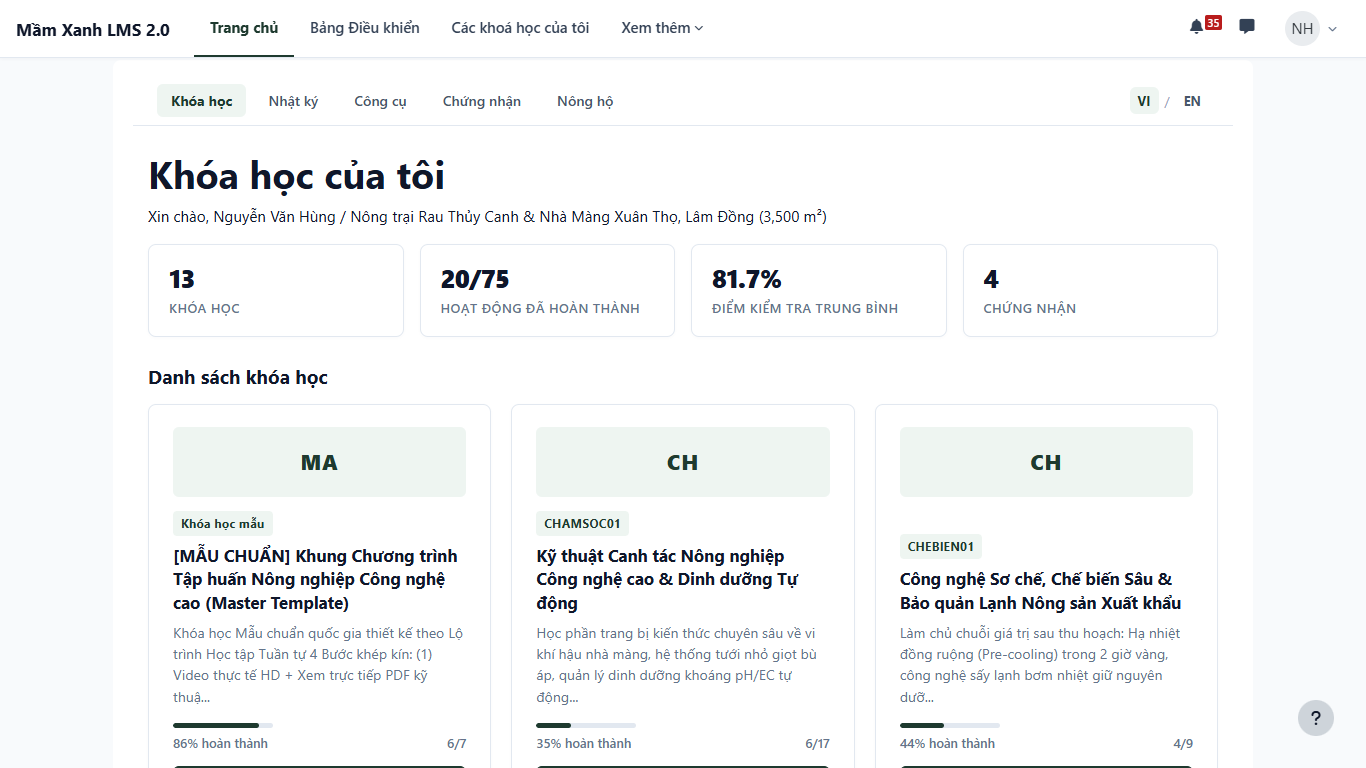 Mầm Xanh LMS 2.0
Trang chủ
Bảng Điều khiển
Các khoá học của tôi
Xem thêm
35
NH
Khóa học
Nhật ký
Công cụ
Chứng nhận
Nông hộ
VI / EN
Khóa học của tôi
Xin chào, Nguyễn Văn Hùng / Nông trại Rau Thủy Canh & Nhà Màng Xuân Thọ, Lâm Đồng (3,500 m²)
13
KHÓA HỌC
20/75
HOẠT ĐỘNG ĐÃ HOÀN THÀNH
81.7%
ĐIỂM KIỂM TRA TRUNG BÌNH
4
CHỨNG NHẬN
Danh sách khóa học
MA
Khóa học mẫu
[MẪU CHUẨN] Khung Chương trình
Tập huấn Nông nghiệp Công nghệ
cao (Master Template)
Khóa học Mẫu chuẩn quốc gia thiết kế theo Lộ
trình Học tập Tuần tự 4 Bước khép kín: (1)
Video thực tế HD + Xem trực tiếp PDF kỹ
thuậ...
86% hoàn thành
6/7
CH
CHAMSOC01
Kỹ thuật Canh tác Nông nghiệp
Công nghệ cao & Dinh dưỡng Tự
động
Học phần trang bị kiến thức chuyên sâu về vi
khí hậu nhà màng, hệ thống tưới nhỏ giọt bù
áp, quản lý dinh dưỡng khoáng pH/EC tự
động...
35% hoàn thành
6/17
CH
CHEBIEN01
Công nghệ Sơ chế, Chế biến Sâu &
Bảo quản Lạnh Nông sản Xuất khẩu
Làm chủ chuỗi giá trị sau thu hoạch: Hạ nhiệt
đồng ruộng (Pre-cooling) trong 2 giờ vàng,
công nghệ sấy lạnh bơm nhiệt giữ nguyên
dưỡ...
44% hoàn thành
4/9
?